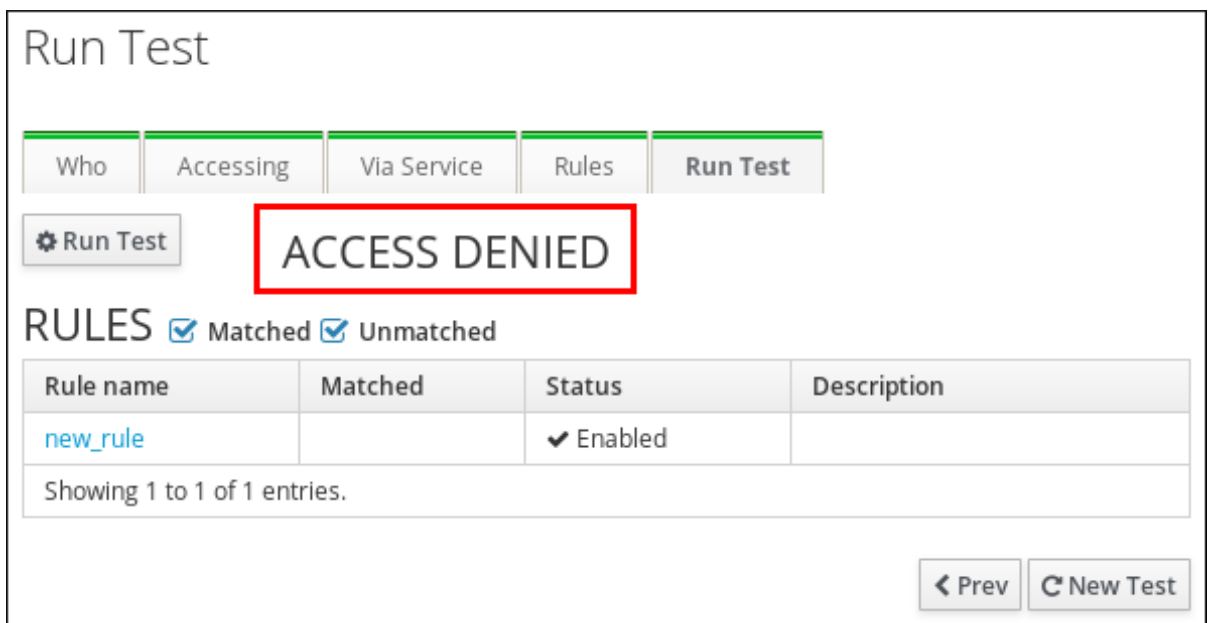 Run Test
Who Accessing Via Service Rules Run Test
Run Test ACCESS DENIED
RULES Matched Unmatched
Rule name Matched Status Description
new_rule Enabled
Showing 1 to 1 of 1 entries.
Prev New Test